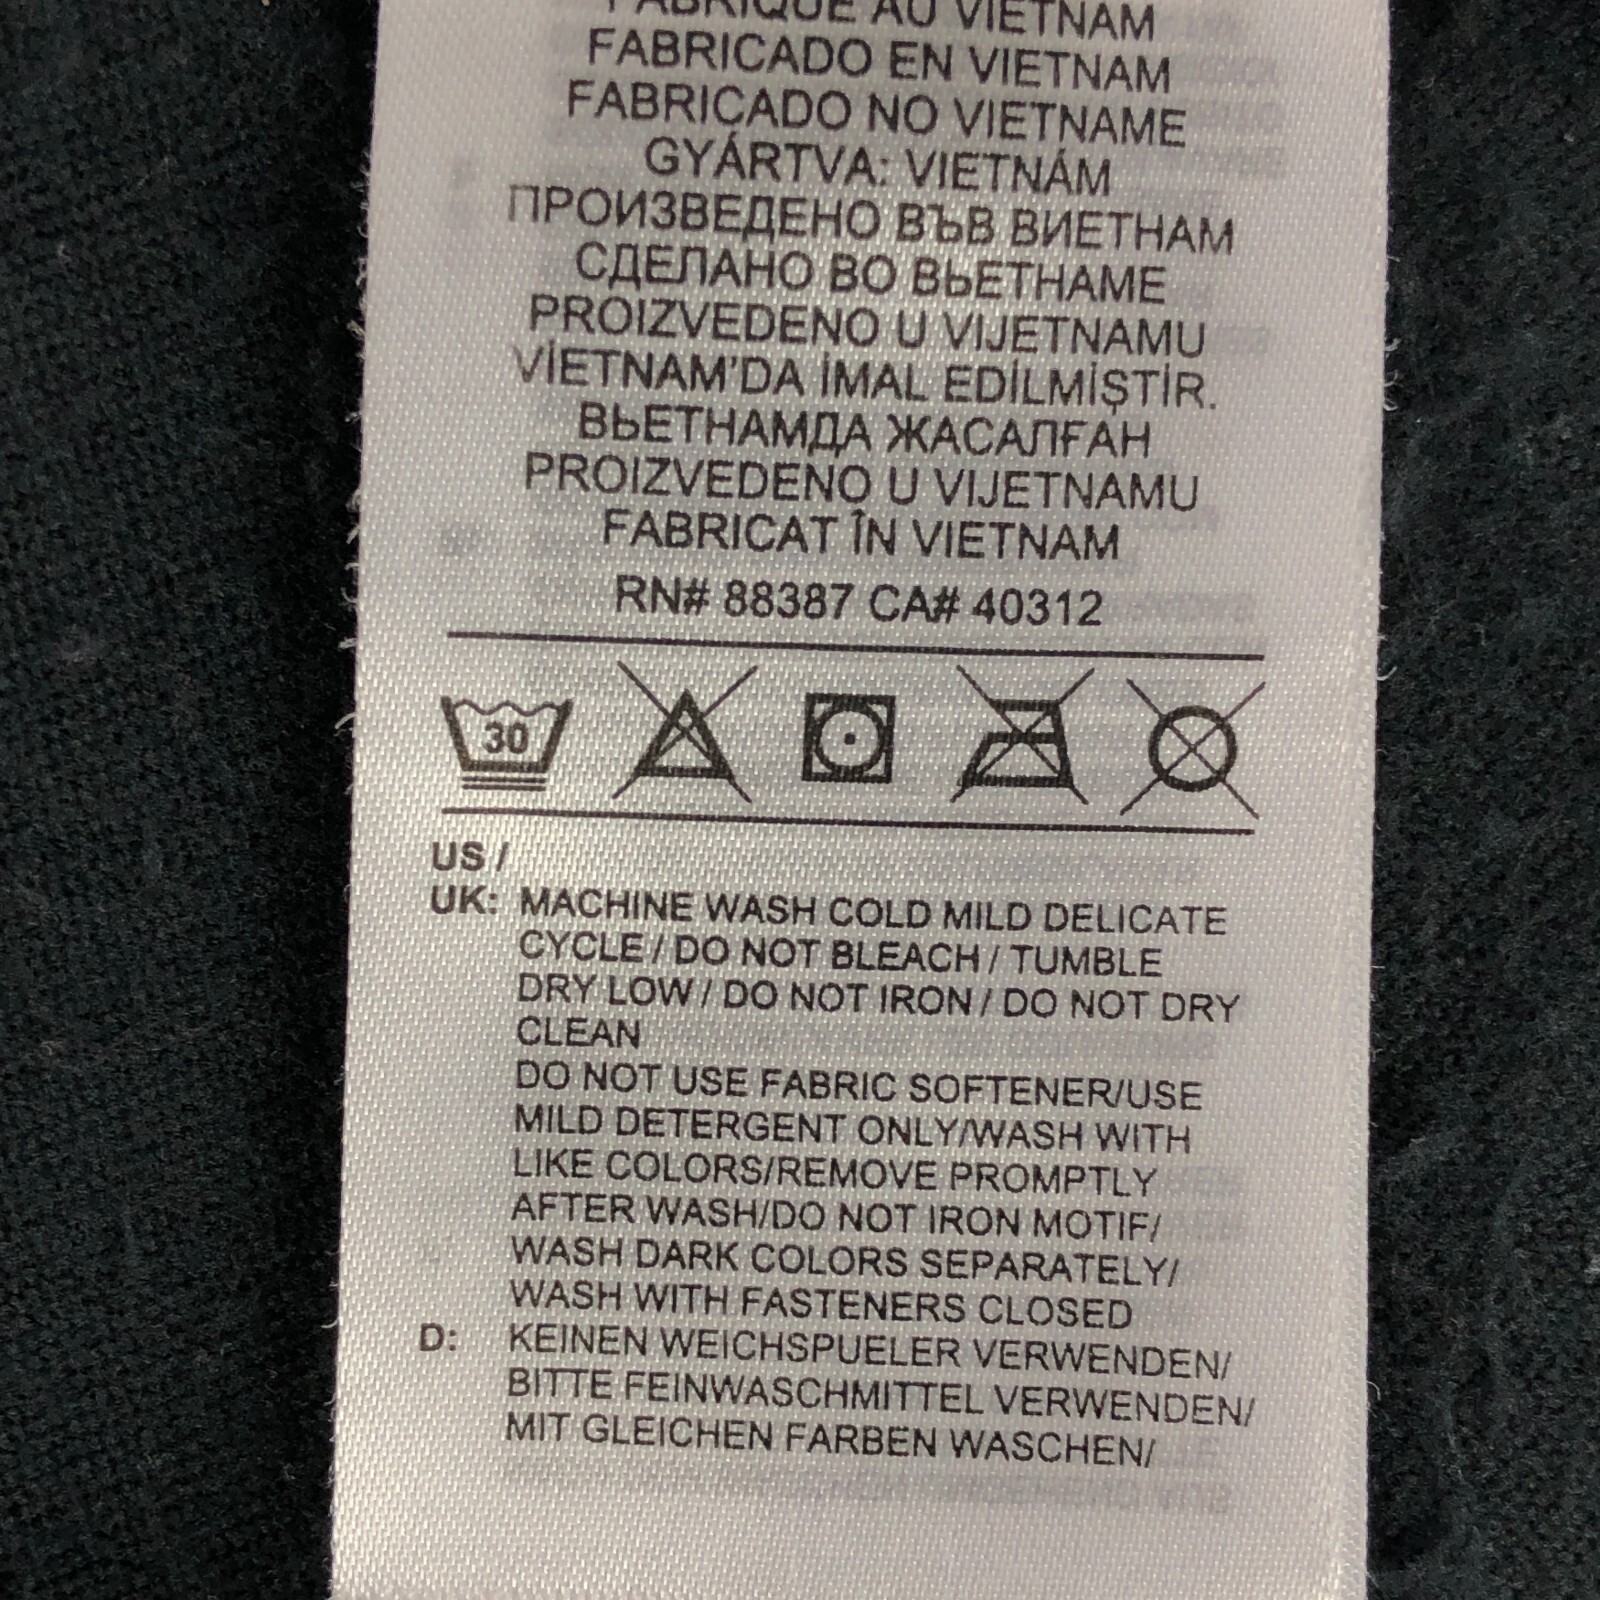 FABRIQUE AU VIETNAM
FABRICADO EN VIETNAM
FABRICADO NO VIETNAME
GYÁRTVA: VIETNÁM
ПРОИЗВЕДЕНО ВЪВ ВИЕТНАМ
СДЕЛАНО ВО ВЬЕТНАМЕ
PROIZVEDENO U VIJETNAMU
VİETNAM'DA İMAL EDİLMİŞTİR.
ВЬЕТНАМДА ЖАСАЛҒАН
PROIZVEDENO U VIJETNAMU
FABRICAT ÎN VIETNAM
RN# 88387 CA# 40312
30
US /
UK: MACHINE WASH COLD MILD DELICATE
CYCLE / DO NOT BLEACH / TUMBLE
DRY LOW / DO NOT IRON / DO NOT DRY
CLEAN
DO NOT USE FABRIC SOFTENER/USE
MILD DETERGENT ONLY/WASH WITH
LIKE COLORS/REMOVE PROMPTLY
AFTER WASH/DO NOT IRON MOTIF/
WASH DARK COLORS SEPARATELY/
WASH WITH FASTENERS CLOSED
D: KEINEN WEICHSPUELER VERWENDEN/
BITTE FEINWASCHMITTEL VERWENDEN/
MIT GLEICHEN FARBEN WASCHEN/